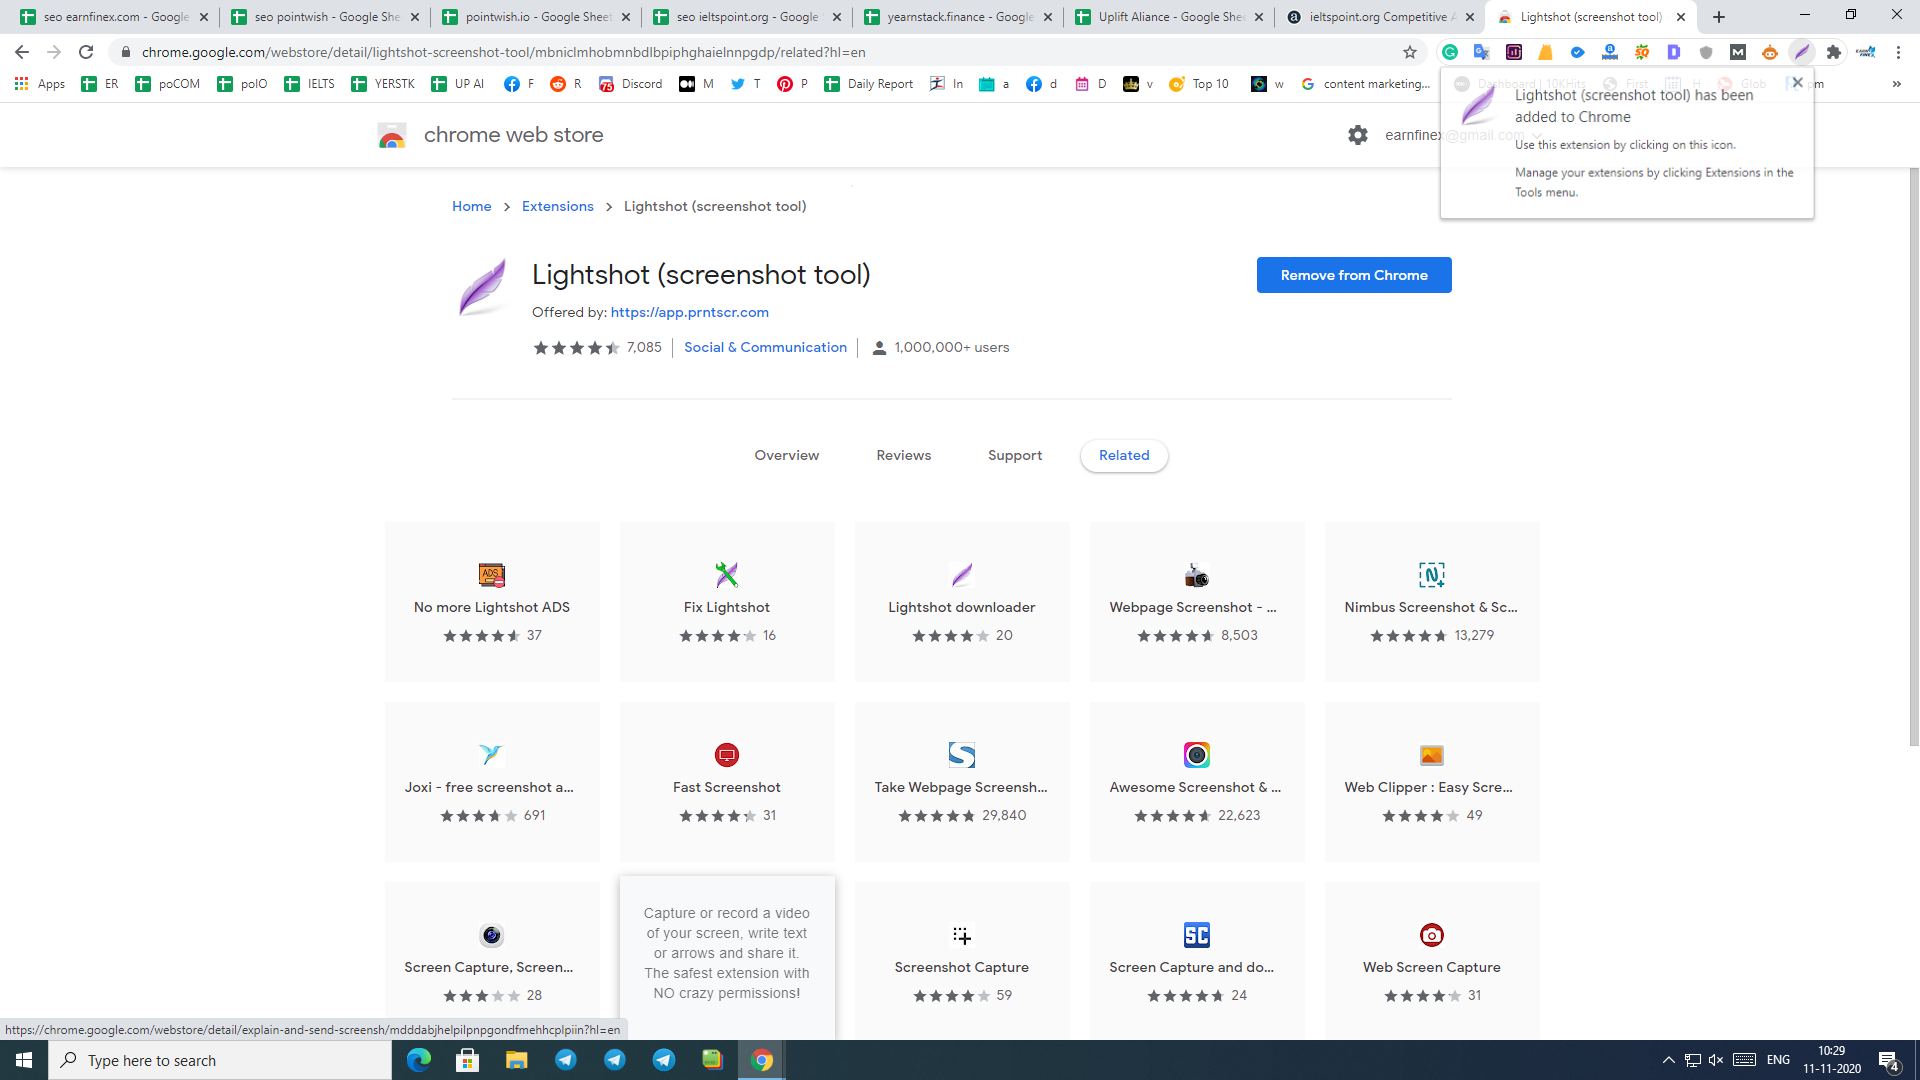 seo earnfinex.com - Google
seo pointwish - Google She
pointwish.io - Google Sheet
seo ieltspoint.org - Google
yearnstack.finance - Google
Uplift Aliance - Google Shee
ieltspoint.org Competitive A
Lightshot (screenshot tool)
chrome.google.com/webstore/detail/lightshot-screenshot-tool/mbniclmhobmnbdlbpiphghaielnnpgdp/related?hl=en
Apps ER poCOM poIO IELTS YERSTK UP AI F R Discord M T P Daily Report In a d D v Top 10 w content marketing... Dashboard | 10KHits First H Glob pm »
chrome web store
earnfinex@gmail.com
Lightshot (screenshot tool) has been
added to Chrome
Use this extension by clicking on this icon.
Manage your extensions by clicking Extensions in the
Tools menu.
Home > Extensions > Lightshot (screenshot tool)
Lightshot (screenshot tool)
Remove from Chrome
Offered by: https://app.prntscr.com
7,085 Social & Communication 1,000,000+ users
Overview Reviews Support Related
No more Lightshot ADS
37
Fix Lightshot
16
Lightshot downloader
20
Webpage Screenshot - ...
8,503
Nimbus Screenshot & Sc...
13,279
Joxi - free screenshot a...
691
Fast Screenshot
31
Take Webpage Screensh...
29,840
Awesome Screenshot & ...
22,623
Web Clipper : Easy Scre...
49
Screen Capture, Screen...
28
Capture or record a video
of your screen, write text
or arrows and share it.
The safest extension with
NO crazy permissions!
Screenshot Capture
59
SC
Screen Capture and do...
24
Web Screen Capture
31
https://chrome.google.com/webstore/detail/explain-and-send-screensh/mdddabjhelpilpnpgondfmehhcplpiin?hl=en
Type here to search
ENG
10:29
11-11-2020
4